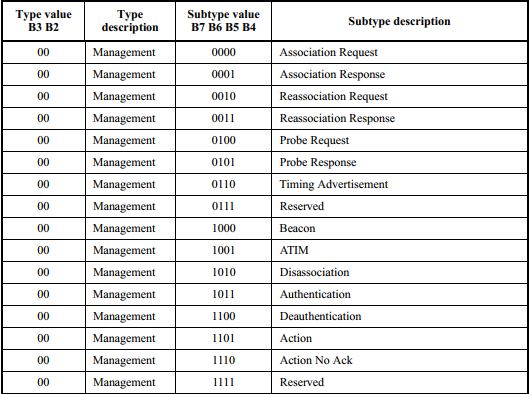 Type value B3 B2 | Type description | Subtype value B7 B6 B5 B4 | Subtype description
00 | Management | 0000 | Association Request
00 | Management | 0001 | Association Response
00 | Management | 0010 | Reassociation Request
00 | Management | 0011 | Reassociation Response
00 | Management | 0100 | Probe Request
00 | Management | 0101 | Probe Response
00 | Management | 0110 | Timing Advertisement
00 | Management | 0111 | Reserved
00 | Management | 1000 | Beacon
00 | Management | 1001 | ATIM
00 | Management | 1010 | Disassociation
00 | Management | 1011 | Authentication
00 | Management | 1100 | Deauthentication
00 | Management | 1101 | Action
00 | Management | 1110 | Action No Ack
00 | Management | 1111 | Reserved